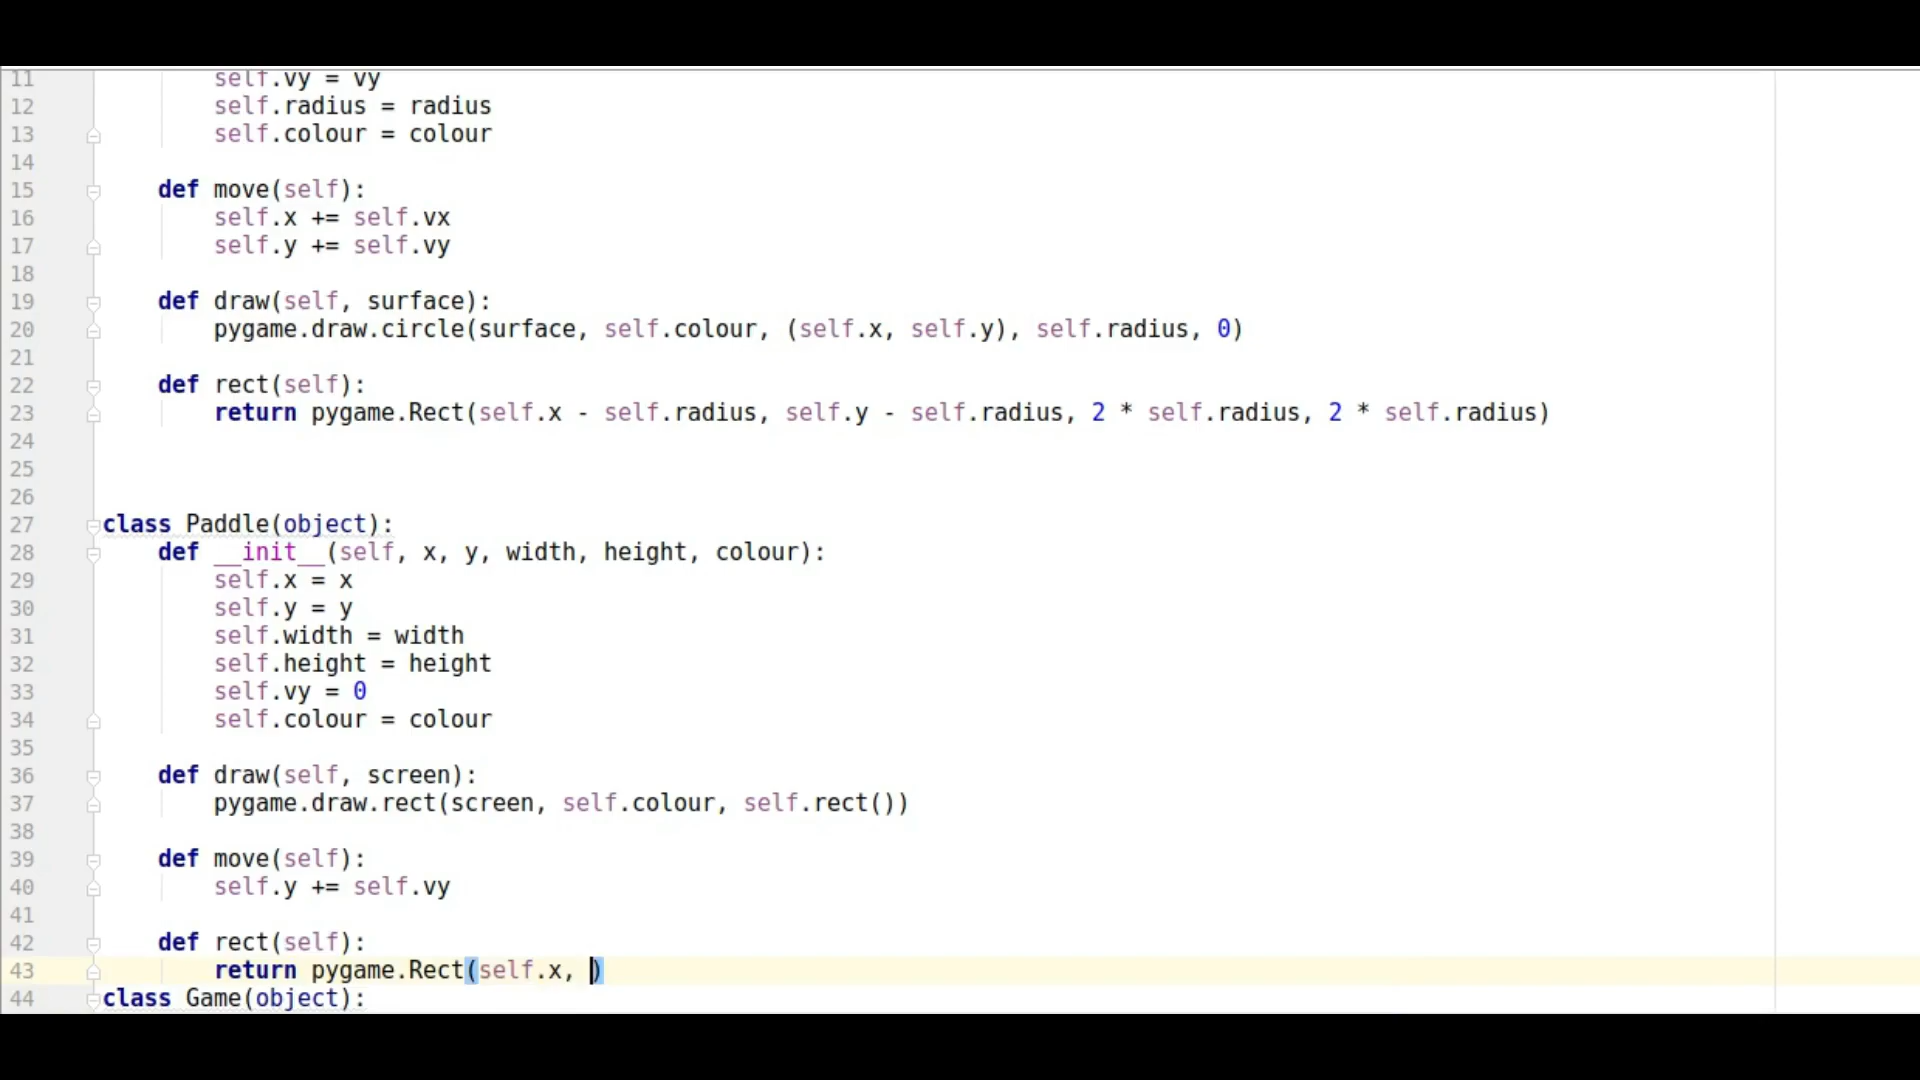 11 self.vy = vy
12 self.radius = radius
13 self.colour = colour
14
15 def move(self):
16 self.x += self.vx
17 self.y += self.vy
18
19 def draw(self, surface):
20 pygame.draw.circle(surface, self.colour, (self.x, self.y), self.radius, 0)
21
22 def rect(self):
23 return pygame.Rect(self.x - self.radius, self.y - self.radius, 2 * self.radius, 2 * self.radius)
24
25
26
27 class Paddle(object):
28 def __init__(self, x, y, width, height, colour):
29 self.x = x
30 self.y = y
31 self.width = width
32 self.height = height
33 self.vy = 0
34 self.colour = colour
35
36 def draw(self, screen):
37 pygame.draw.rect(screen, self.colour, self.rect())
38
39 def move(self):
40 self.y += self.vy
41
42 def rect(self):
43 return pygame.Rect(self.x, )
44 class Game(object):